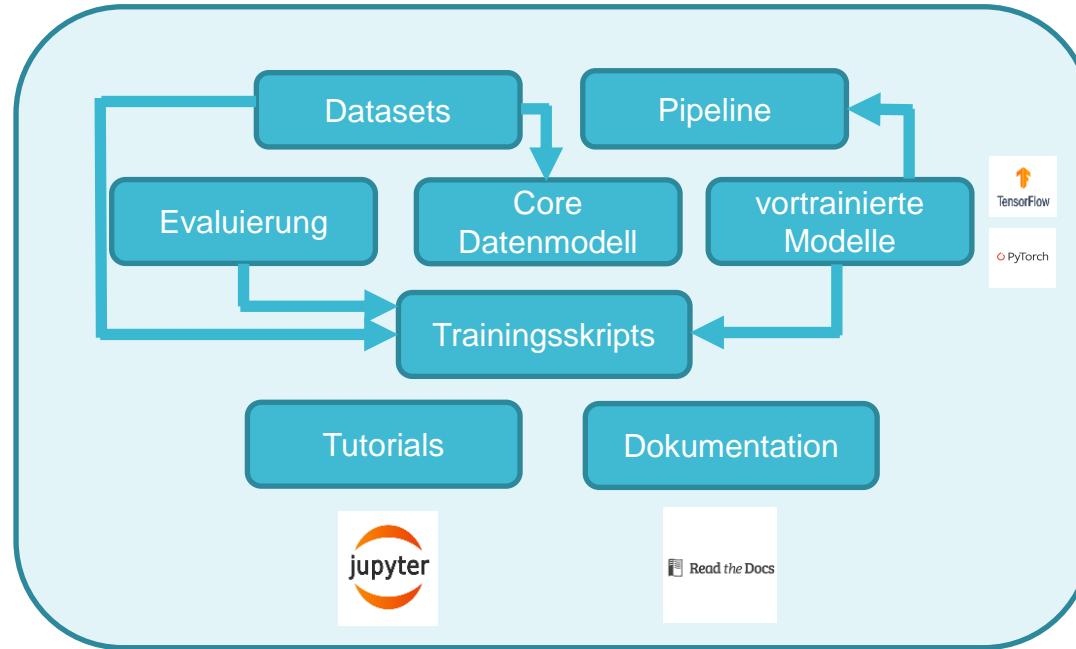 Datasets
Pipeline
Evaluierung
Core
Datenmodell
vortrainierte
Modelle
TensorFlow
PyTorch
Trainingsskripts
Tutorials
Dokumentation
jupyter
Read the Docs